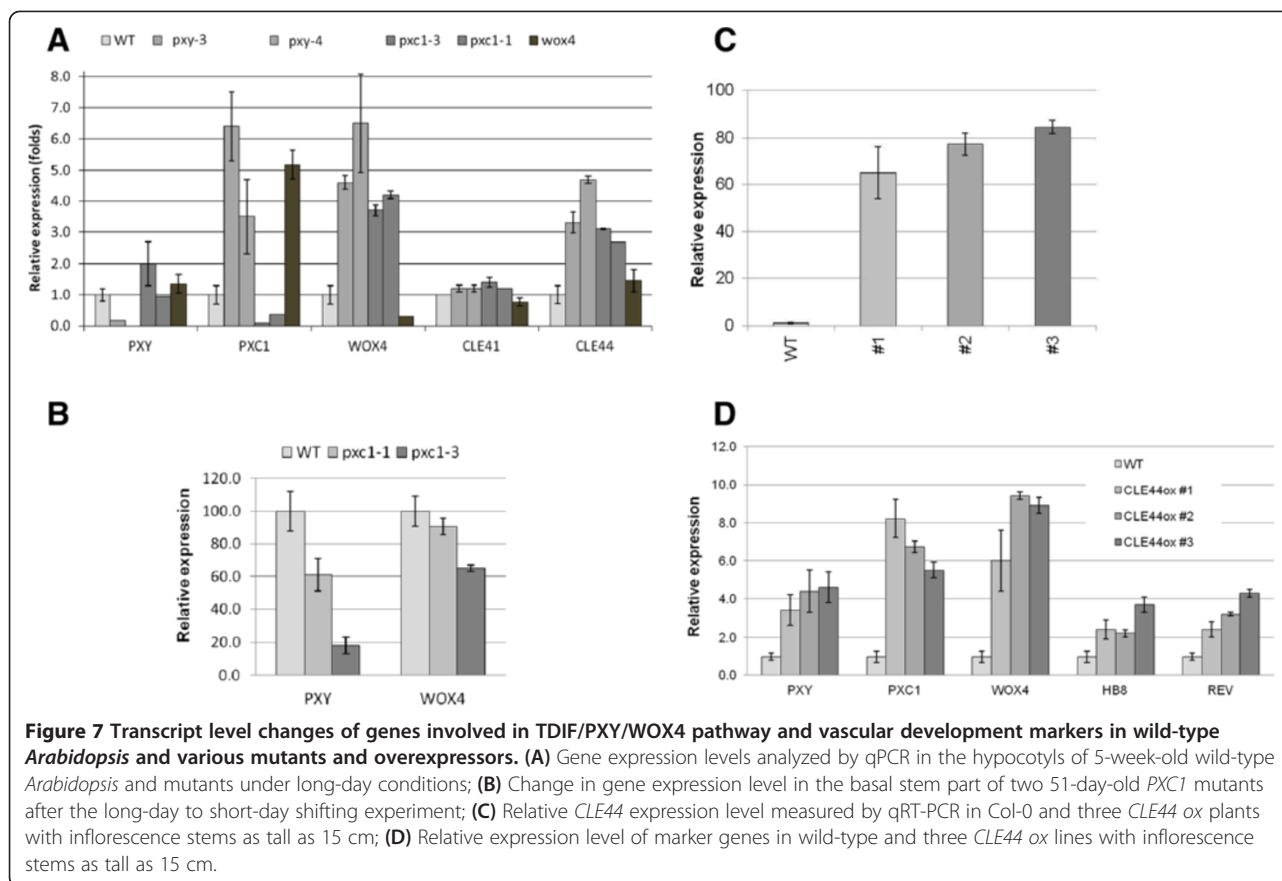 A
WT pxy-3 pxy-4 pxc1-3 pxc1-1 wox4
Relative expression (folds)
8.0
7.0
6.0
5.0
4.0
3.0
2.0
1.0
0.0
PXY PXC1 WOX4 CLE41 CLE44
C
Relative expression
100
80
60
40
20
0
WT #1 #2 #3
B
WT pxc1-1 pxc1-3
Relative expression
120.0
100.0
80.0
60.0
40.0
20.0
0.0
PXY WOX4
D
Relative expression
12.0
10.0
8.0
6.0
4.0
2.0
0.0
WT
CLE44ox #1
CLE44ox #2
CLE44ox #3
PXY PXC1 WOX4 HB8 REV
Figure 7 Transcript level changes of genes involved in TDIF/PXY/WOX4 pathway and vascular development markers in wild-type
Arabidopsis and various mutants and overexpressors. (A) Gene expression levels analyzed by qPCR in the hypocotyls of 5-week-old wild-type
Arabidopsis and mutants under long-day conditions; (B) Change in gene expression level in the basal stem part of two 51-day-old PXC1 mutants
after the long-day to short-day shifting experiment; (C) Relative CLE44 expression level measured by qRT-PCR in Col-0 and three CLE44 ox plants
with inflorescence stems as tall as 15 cm; (D) Relative expression level of marker genes in wild-type and three CLE44 ox lines with inflorescence
stems as tall as 15 cm.